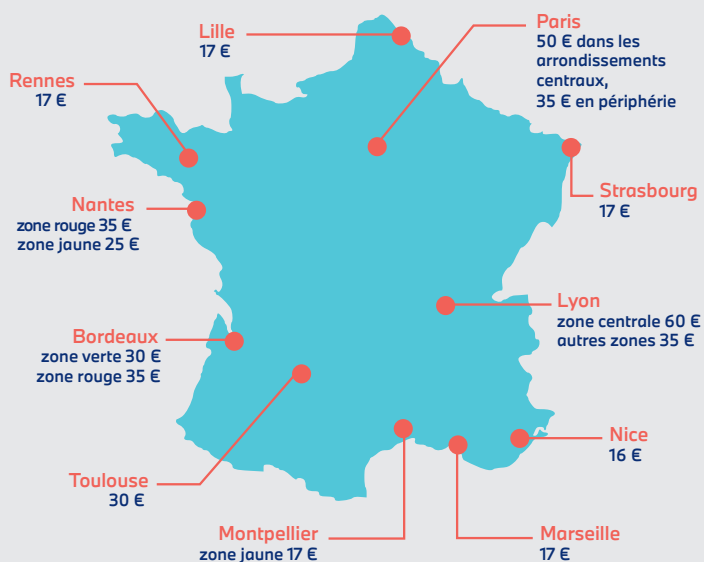 Lille
17 €
Paris
50 € dans les
arrondissements
centraux,
35 € en périphérie
Rennes
17 €
Strasbourg
17 €
Nantes
zone rouge 35 €
zone jaune 25 €
Lyon
zone centrale 60 €
autres zones 35 €
Bordeaux
zone verte 30 €
zone rouge 35 €
Nice
16 €
Toulouse
30 €
Montpellier
zone jaune 17 €
Marseille
17 €